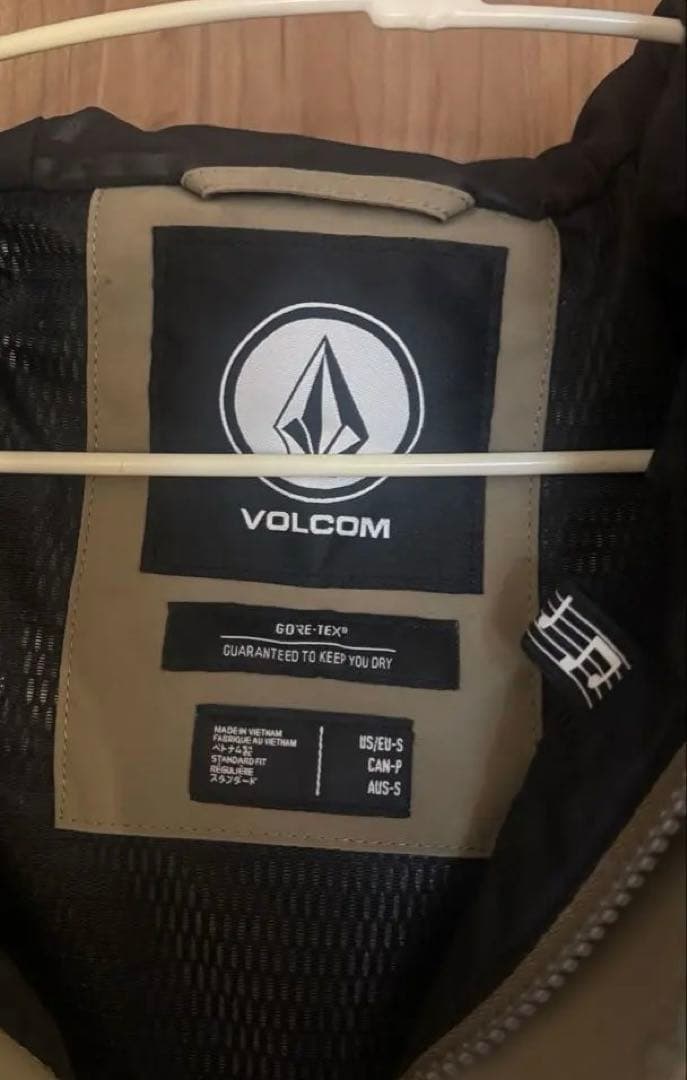 VOLCOM
GORE-TEX®
GUARANTEED TO KEEP YOU DRY
MADE IN VIETNAM
FABRIQUE AU VIETNAM
ベトナム製
STANDARD FIT
RÉGULIÈRE
スタンダード
US/EU-S
CAN-P
AUS-S